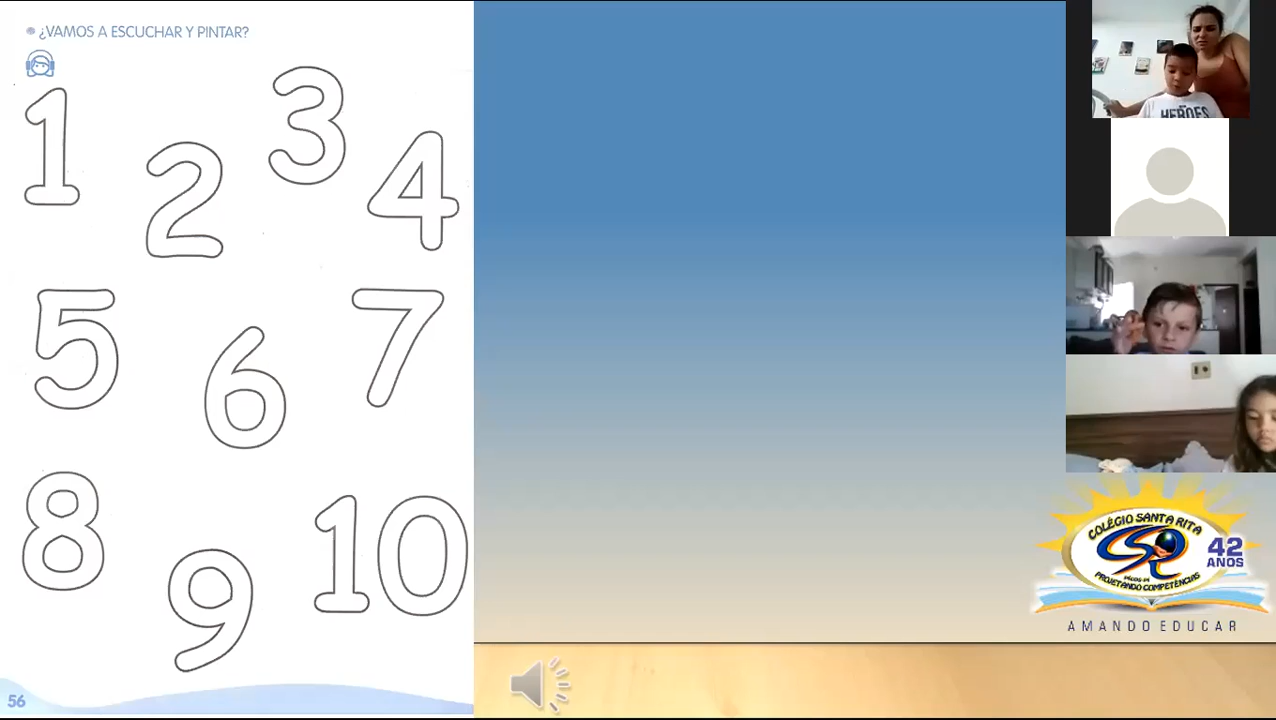 ¿VAMOS A ESCUCHAR Y PINTAR?
1
2
3
4
5
6
7
8
9
10
56
HEROES
COLÉGIO SANTA RITA
42
ANOS
PROJETANDO COMPETÊNCIAS
AMANDO EDUCAR